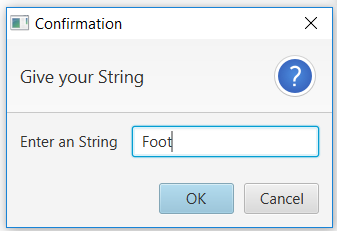 Confirmation
Give your String
?
Enter an String Foot
OK Cancel